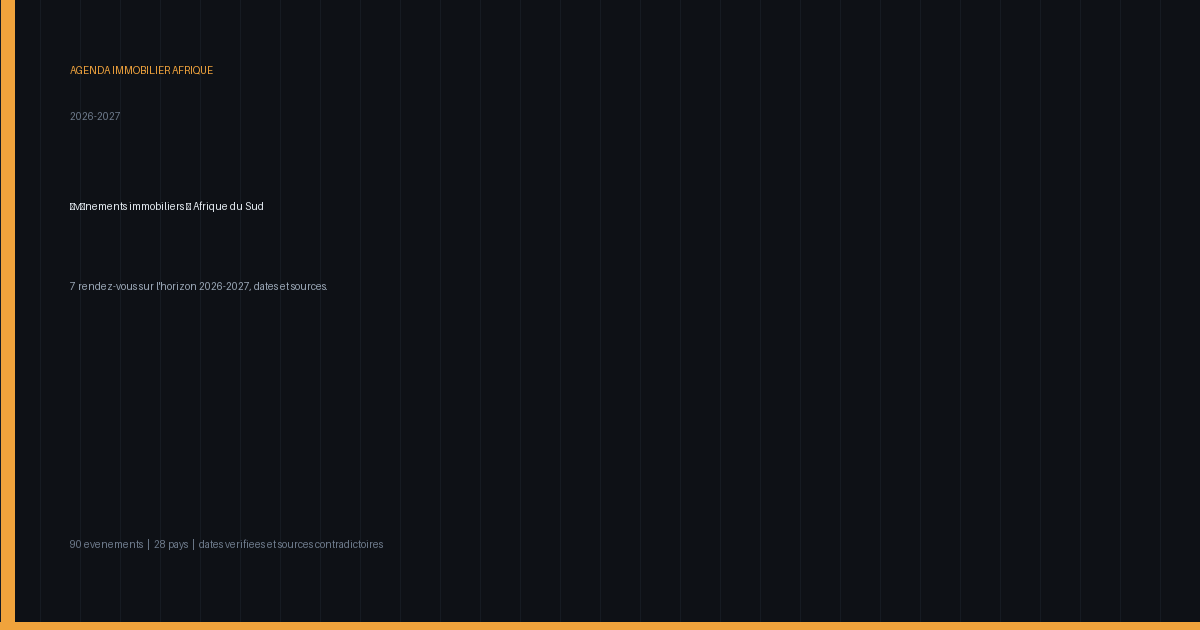 AGENDA IMMOBILIER AFRIQUE
2026-2027
▯v▯nements immobiliers ▯ Afrique du Sud
7 rendez-vous sur l'horizon 2026-2027, dates et sources.
90 evenements | 28 pays | dates verifiees et sources contradictoires